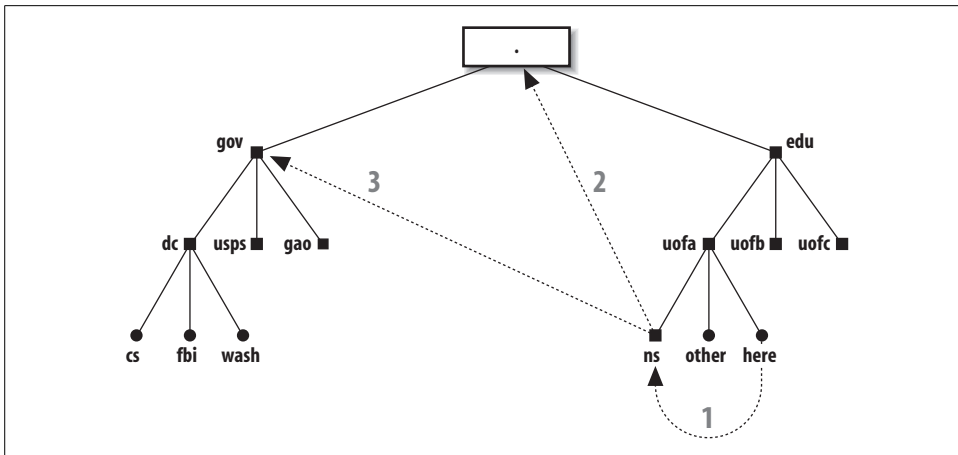 .
gov
edu
3
2
dc
usps
gao
uofa
uofb
uofc
cs
fbi
wash
ns
other
here
1